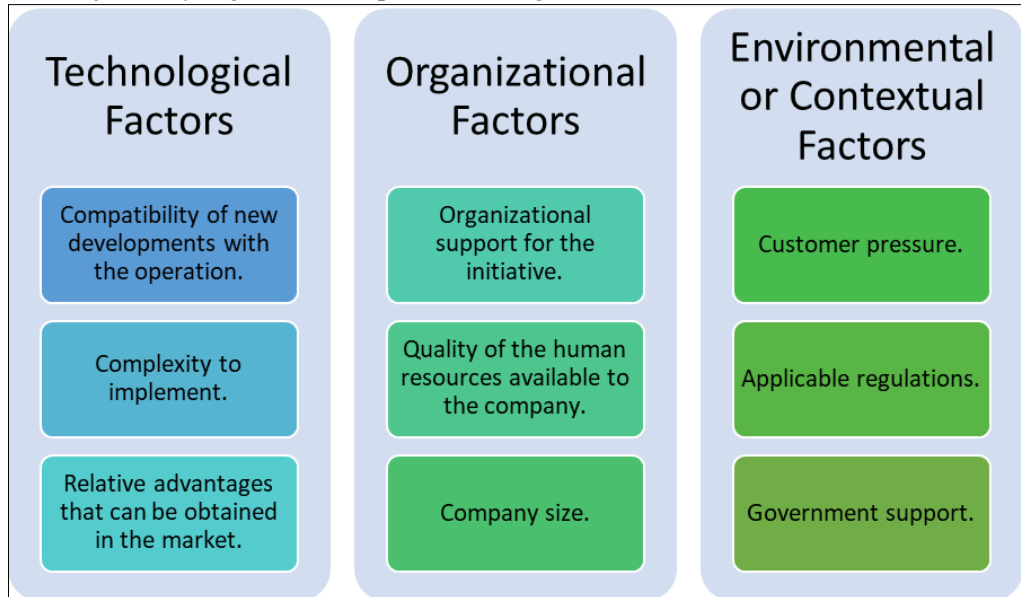 Technological
Factors
Compatibility of new
developments with
the operation.
Complexity to
implement.
Relative advantages
that can be obtained
in the market.
Organizational
Factors
Organizational
support for the
initiative.
Quality of the human
resources available to
the company.
Company size.
Environmental
or Contextual
Factors
Customer pressure.
Applicable regulations.
Government support.